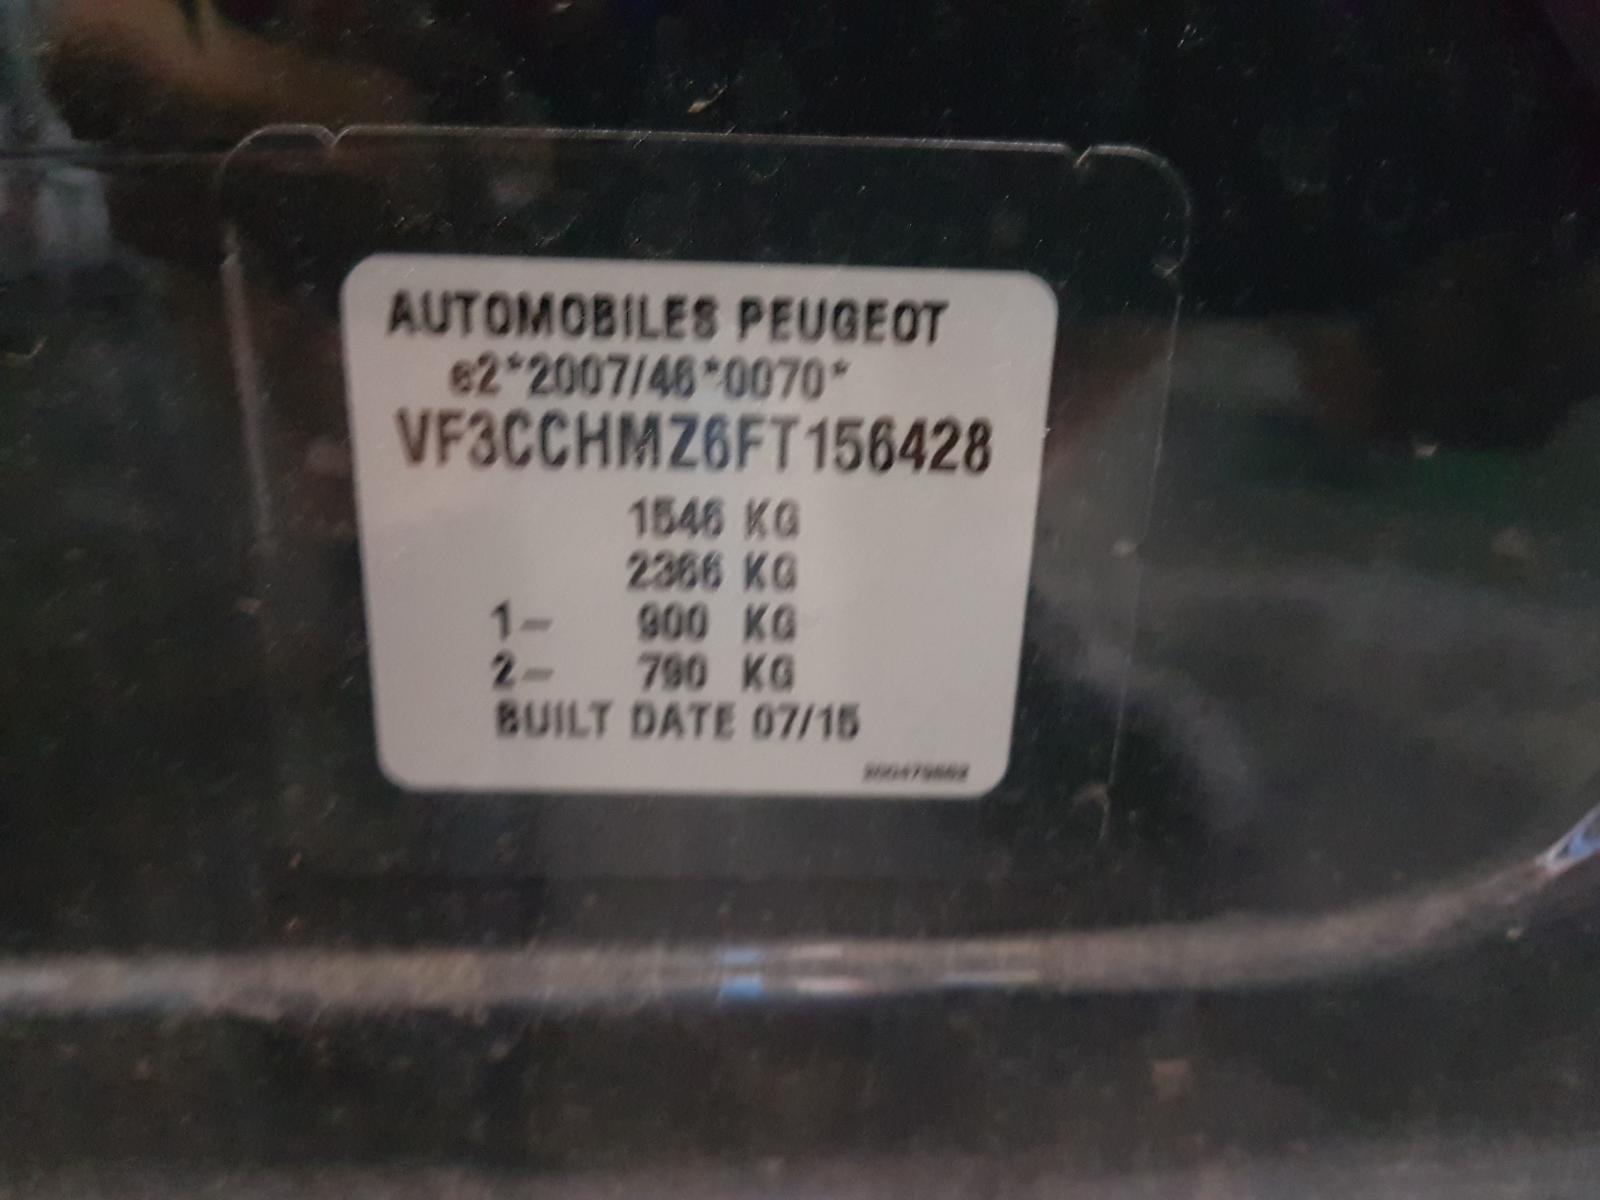 AUTOMOBILES PEUGEOT
e2*2007/46*0070*
VF3CCHMZ6FT156428
1546 KG
2366 KG
1– 900 KG
2– 790 KG
BUILT DATE 07/15